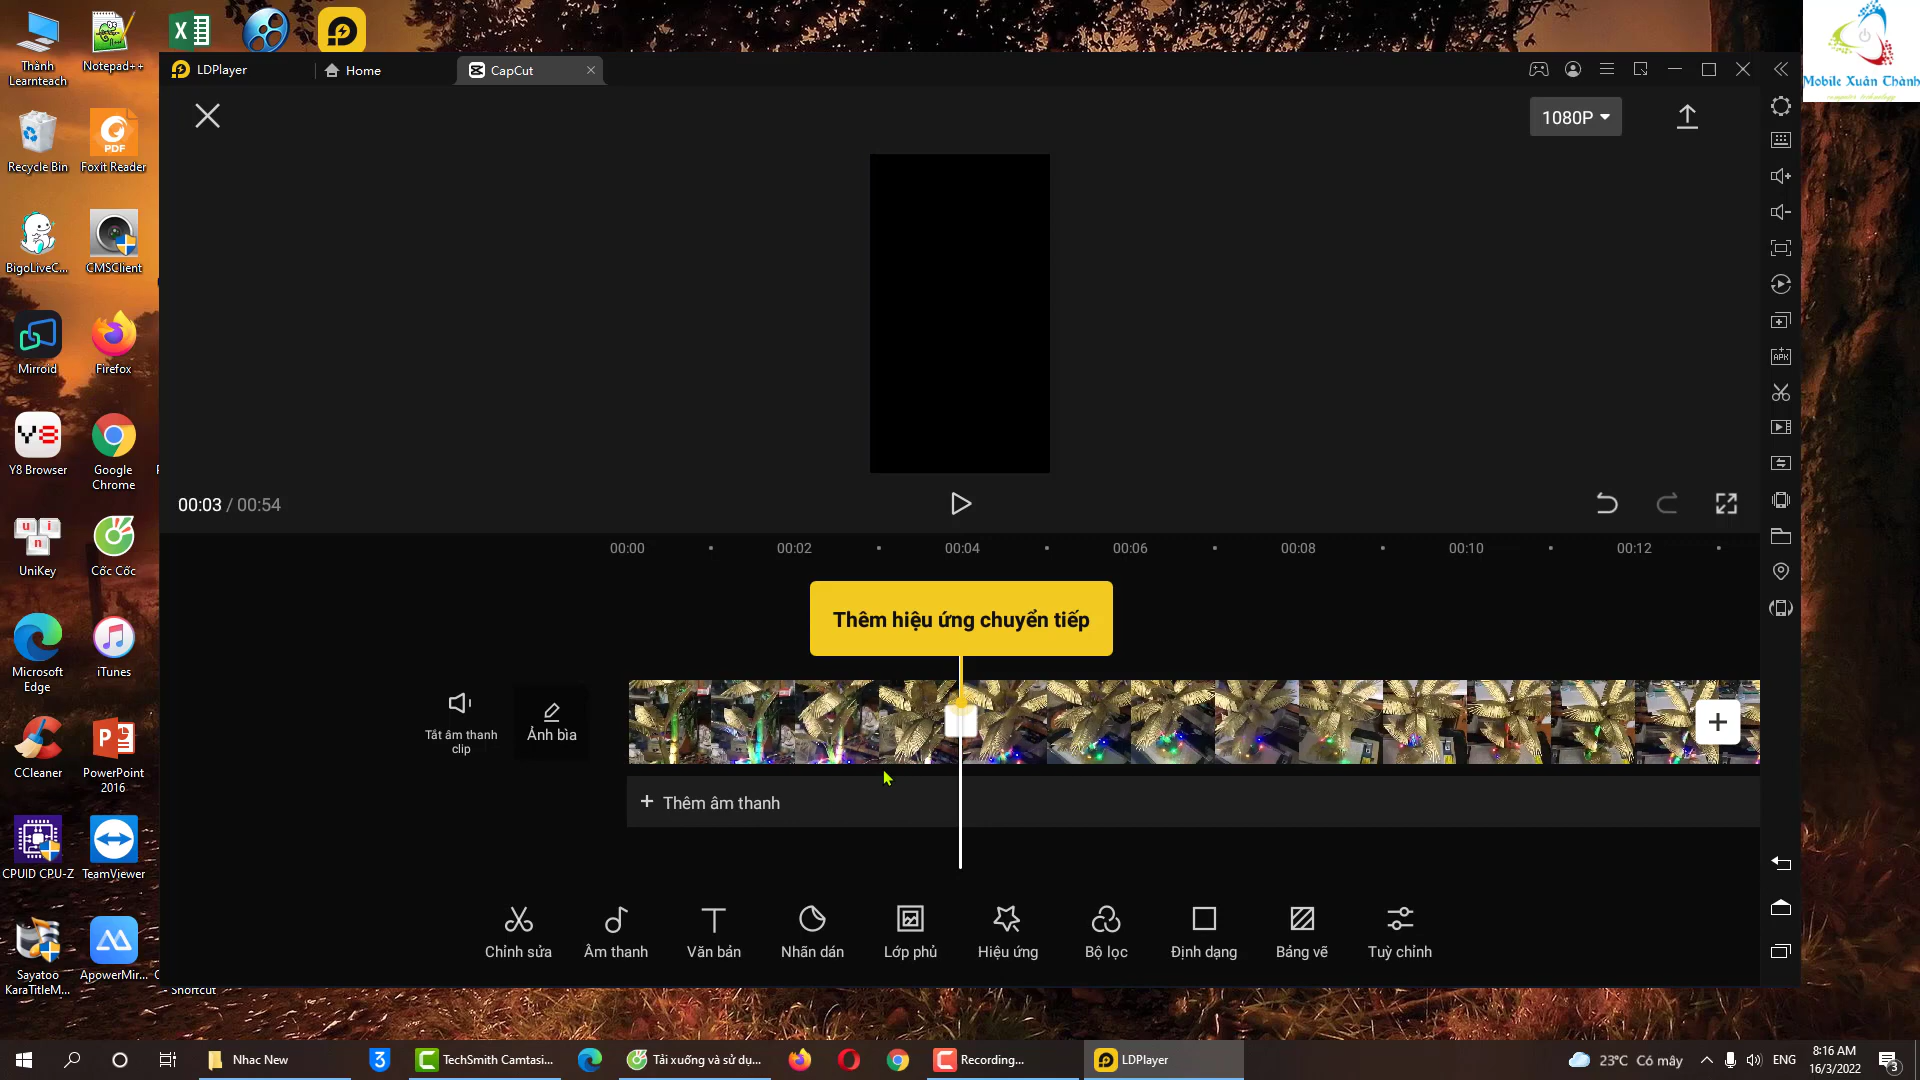 Thành
Learnteach
Notepad++
LDPlayer
Home
CapCut
Mobile Xuân Thành
computer technology
1080P
Recycle Bin
Foxit Reader
BigoLiveC...
CMSClient
Mirroid
Firefox
Y8 Browser
Google
Chrome
00:03 / 00:54
00:00
00:02
00:04
00:06
00:08
00:10
00:12
UniKey
Cốc Cốc
Thêm hiệu ứng chuyển tiếp
Microsoft
Edge
iTunes
Tắt âm thanh
clip
Ảnh bìa
CCleaner
PowerPoint
2016
+ Thêm âm thanh
CPUID CPU-Z
TeamViewer
Chỉnh sửa
Âm thanh
Văn bản
Nhãn dán
Lớp phủ
Hiệu ứng
Bộ lọc
Định dạng
Bảng vẽ
Tuỳ chỉnh
Sayatoo
KaraTitleM...
ApowerMir...
Shortcut
Nhac New
TechSmith Camtasi...
Tải xuống và sử dụ...
Recording...
LDPlayer
23°C Có mây
ENG
8:16 AM
16/3/2022
3